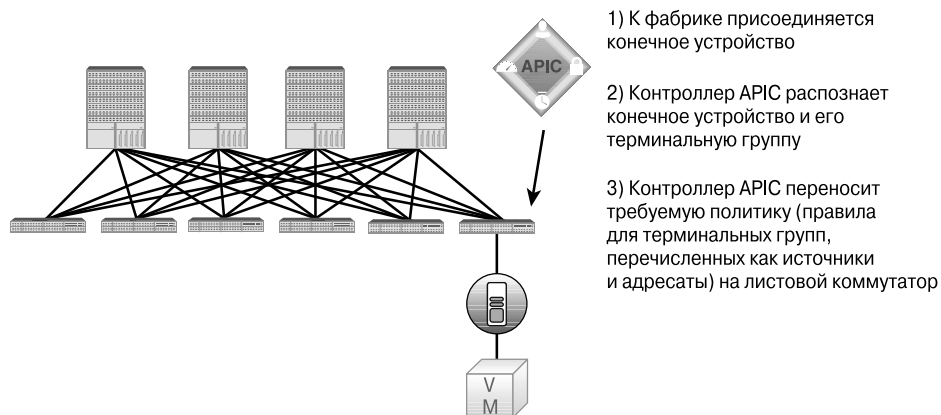 1) К фабрике присоединяется
конечное устройство
APIC
2) Контроллер APIC распознает
конечное устройство и его
терминальную группу
3) Контроллер APIC переносит
требуемую политику (правила
для терминальных групп,
перечисленных как источники
и адресаты) на листовой коммутатор
V
M